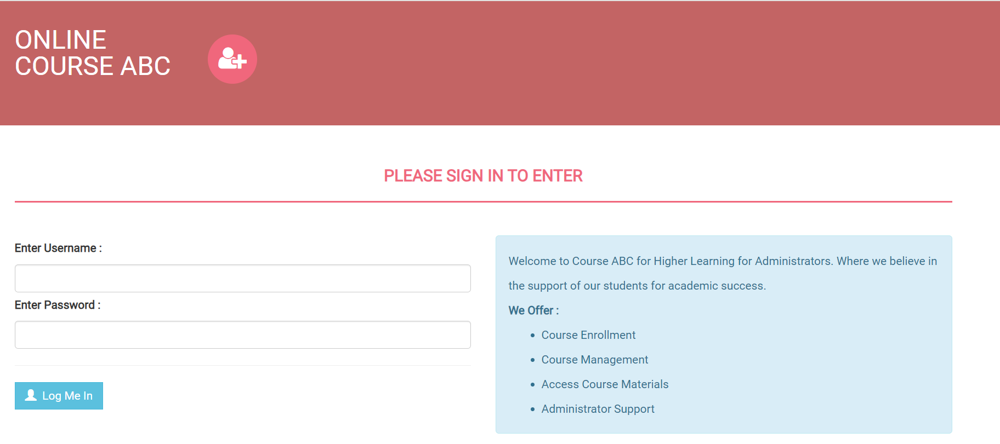 ONLINE
COURSE ABC
PLEASE SIGN IN TO ENTER
Enter Username :
Enter Password :
Log Me In
Welcome to Course ABC for Higher Learning for Administrators. Where we believe in
the support of our students for academic success.
We Offer :
• Course Enrollment
• Course Management
• Access Course Materials
• Administrator Support